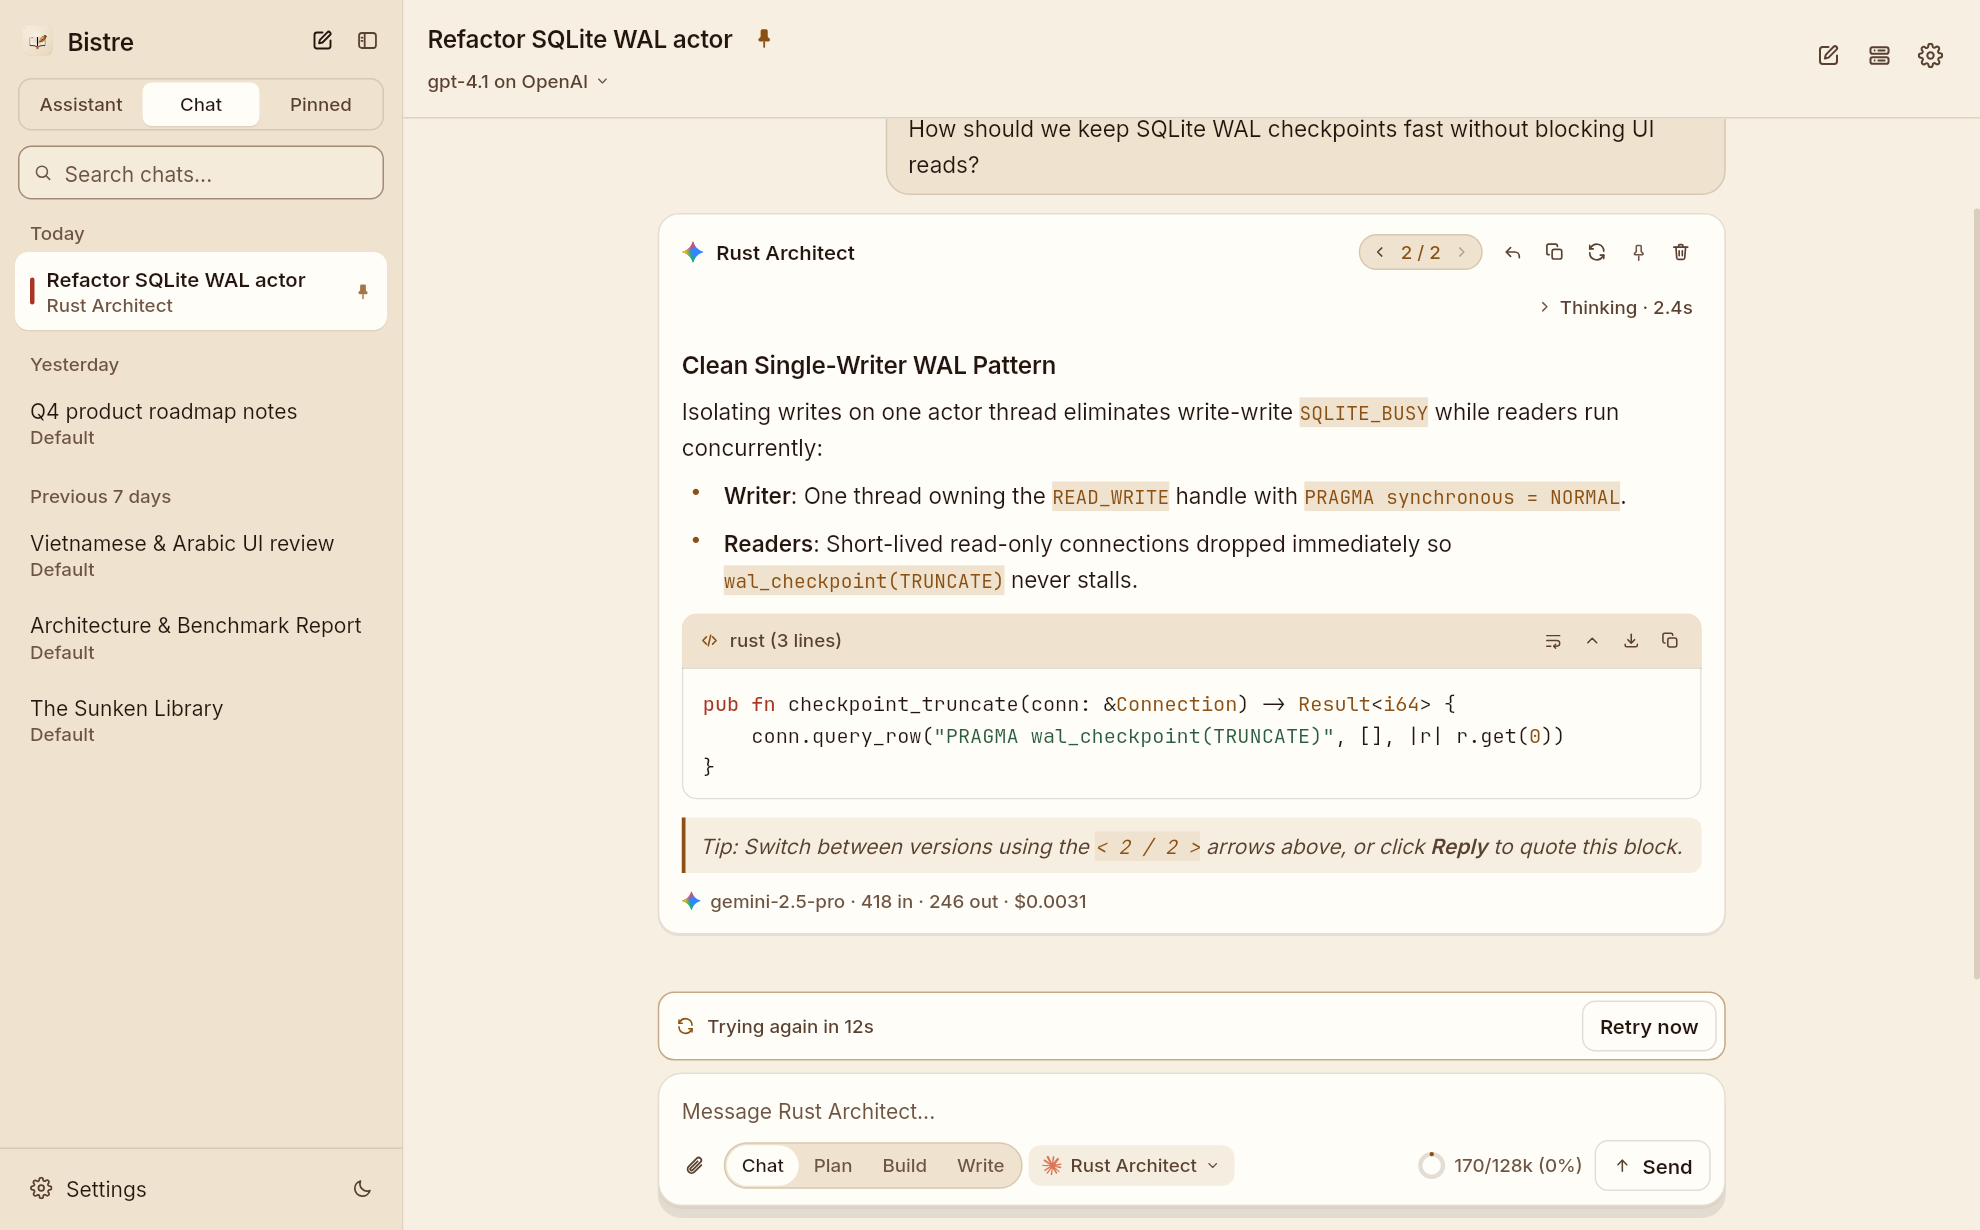 Bistre
Assistant
Chat
Pinned
Search chats...
Today
Refactor SQLite WAL actor
Rust Architect
Yesterday
Q4 product roadmap notes
Default
Previous 7 days
Vietnamese & Arabic UI review
Default
Architecture & Benchmark Report
Default
The Sunken Library
Default
Settings
Refactor SQLite WAL actor
gpt-4.1 on OpenAI
How should we keep SQLite WAL checkpoints fast without blocking UI
reads?
Rust Architect
2 / 2
Thinking · 2.4s
Clean Single-Writer WAL Pattern
Isolating writes on one actor thread eliminates write-write SQLITE_BUSY while readers run
concurrently:
• Writer: One thread owning the READ_WRITE handle with PRAGMA synchronous = NORMAL.
• Readers: Short-lived read-only connections dropped immediately so
wal_checkpoint(TRUNCATE) never stalls.
rust (3 lines)
pub fn checkpoint_truncate(conn: &Connection) -> Result<i64> {
    conn.query_row("PRAGMA wal_checkpoint(TRUNCATE)", [], |r| r.get(0))
}
Tip: Switch between versions using the < 2 / 2 > arrows above, or click Reply to quote this block.
gemini-2.5-pro · 418 in · 246 out · $0.0031
Trying again in 12s
Retry now
Message Rust Architect...
Chat
Plan
Build
Write
Rust Architect
170/128k (0%)
Send